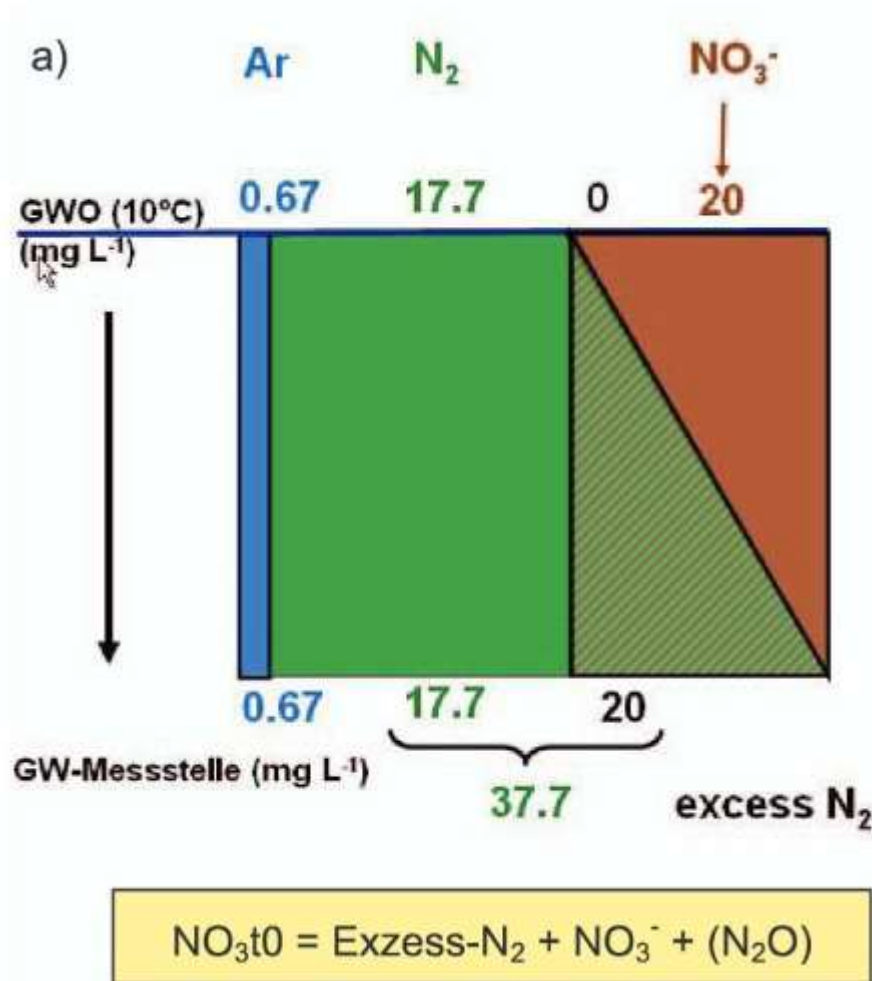 a) Ar N₂ NO₃⁻
GWO (10°C) 0.67 17.7 0 20
(mg L⁻¹)
0.67 17.7 20
GW-Messstelle (mg L⁻¹)
37.7 excess N₂
NO₃t0 = Exzess-N₂ + NO₃⁻ + (N₂O)